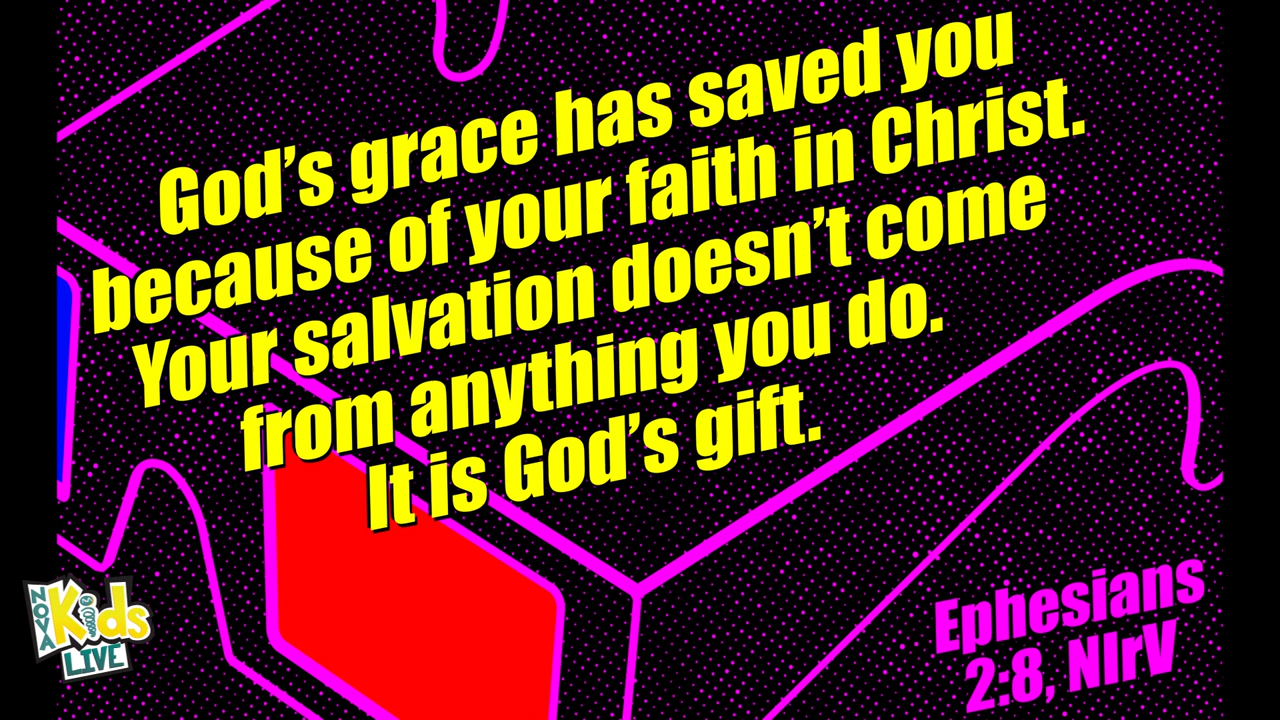 God’s grace has saved you
because of your faith in Christ.
Your salvation doesn’t come
from anything you do.
It is God’s gift.
Ephesians
2:8, NIrV
NOVA
Kids
LIVE